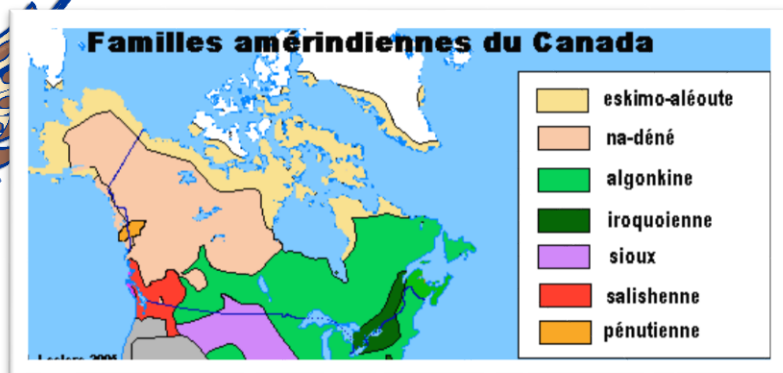 Familles amérindiennes du Canada
eskimo-aléoute
na-déné
algonkine
iroquoienne
sioux
salishenne
pénutienne